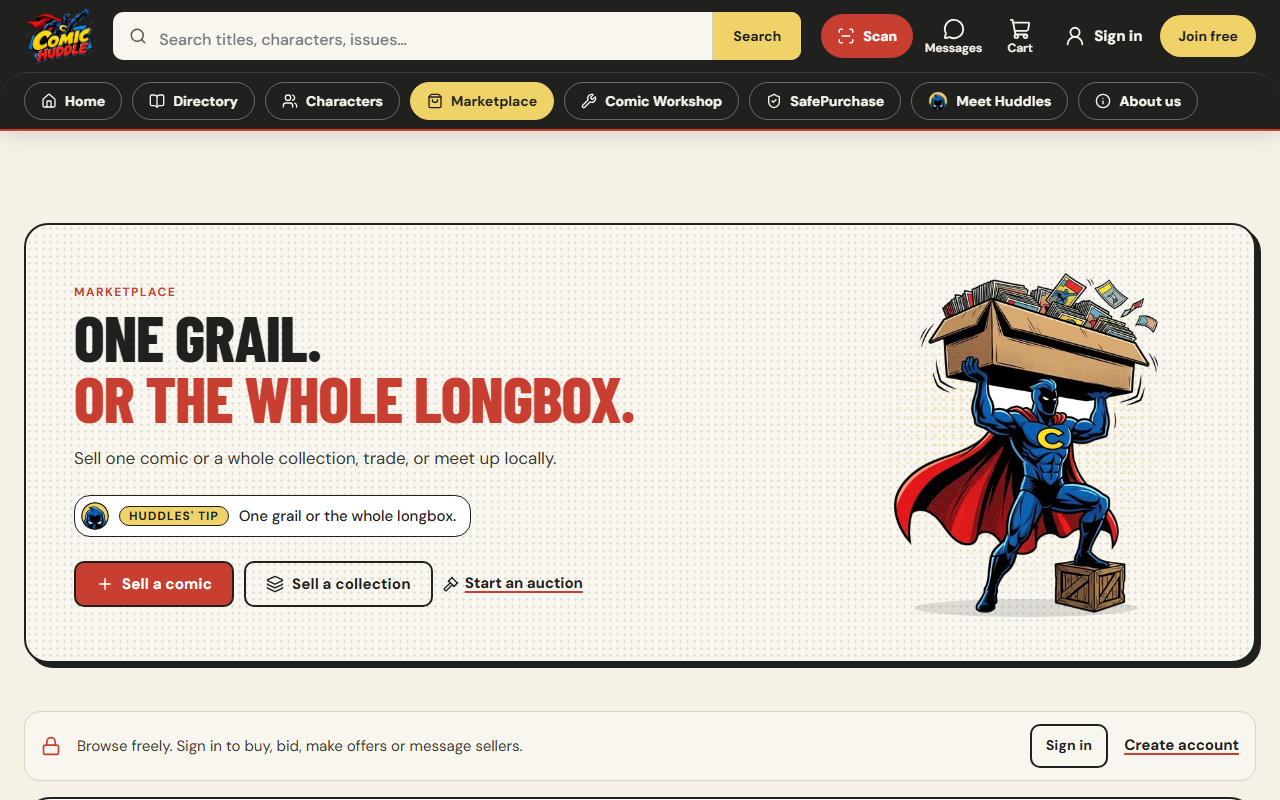 COMIC
HUDDLE
Search titles, characters, issues...
Search
Scan
Messages
Cart
Sign in
Join free
Home
Directory
Characters
Marketplace
Comic Workshop
SafePurchase
Meet Huddles
About us
MARKETPLACE
ONE GRAIL.
OR THE WHOLE LONGBOX.
Sell one comic or a whole collection, trade, or meet up locally.
HUDDLES' TIP
One grail or the whole longbox.
Sell a comic
Sell a collection
Start an auction
C
Browse freely. Sign in to buy, bid, make offers or message sellers.
Sign in
Create account